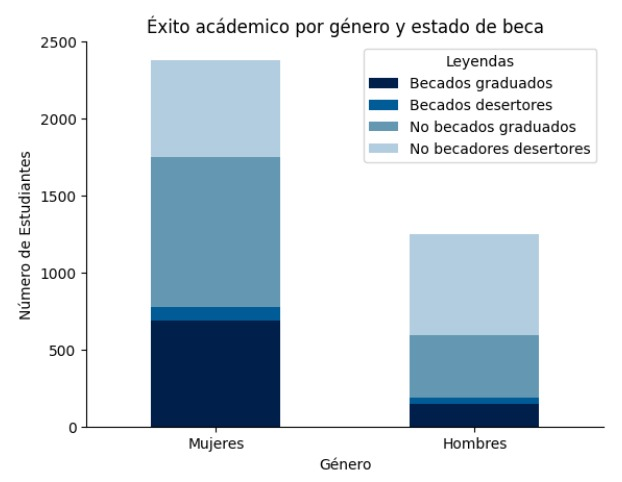 Éxito acádemico por género y estado de beca
Leyendas
Becados graduados
Becados desertores
No becados graduados
No becadores desertores
2500
2000
1500
1000
500
0
Número de Estudiantes
Mujeres
Hombres
Género